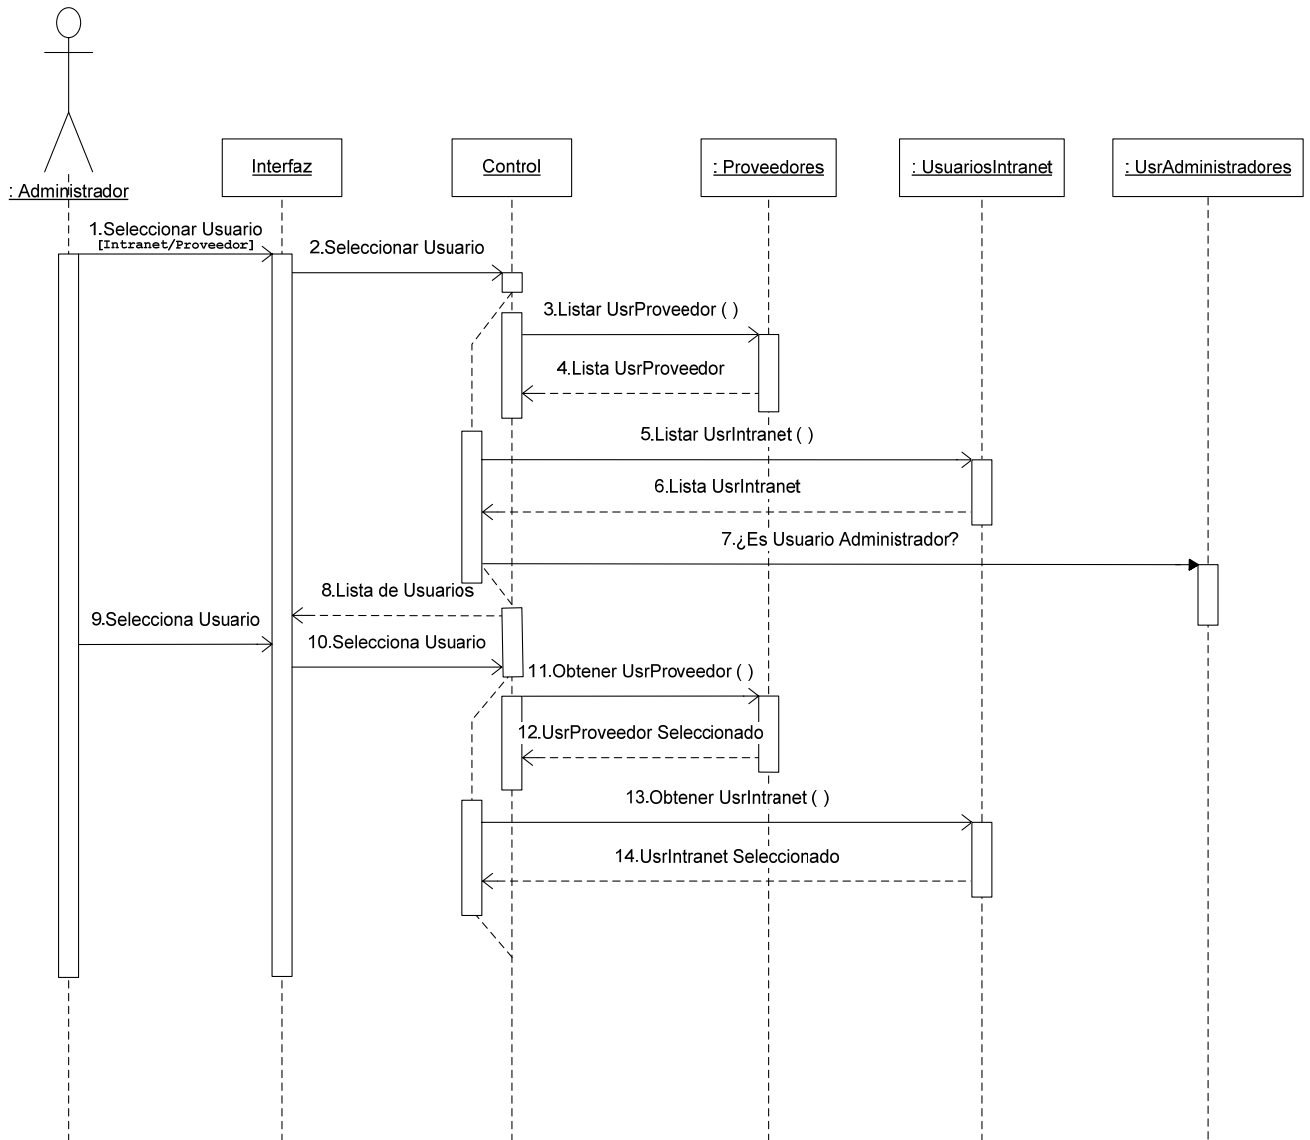 : Administrador
Interfaz
Control
: Proveedores
: UsuariosIntranet
: UsrAdministradores
1.Seleccionar Usuario
[Intranet/Proveedor]
2.Seleccionar Usuario
3.Listar UsrProveedor ( )
4.Lista UsrProveedor
5.Listar UsrIntranet ( )
6.Lista UsrIntranet
7.¿Es Usuario Administrador?
8.Lista de Usuarios
9.Selecciona Usuario
10.Selecciona Usuario
11.Obtener UsrProveedor ( )
12.UsrProveedor Seleccionado
13.Obtener UsrIntranet ( )
14.UsrIntranet Seleccionado